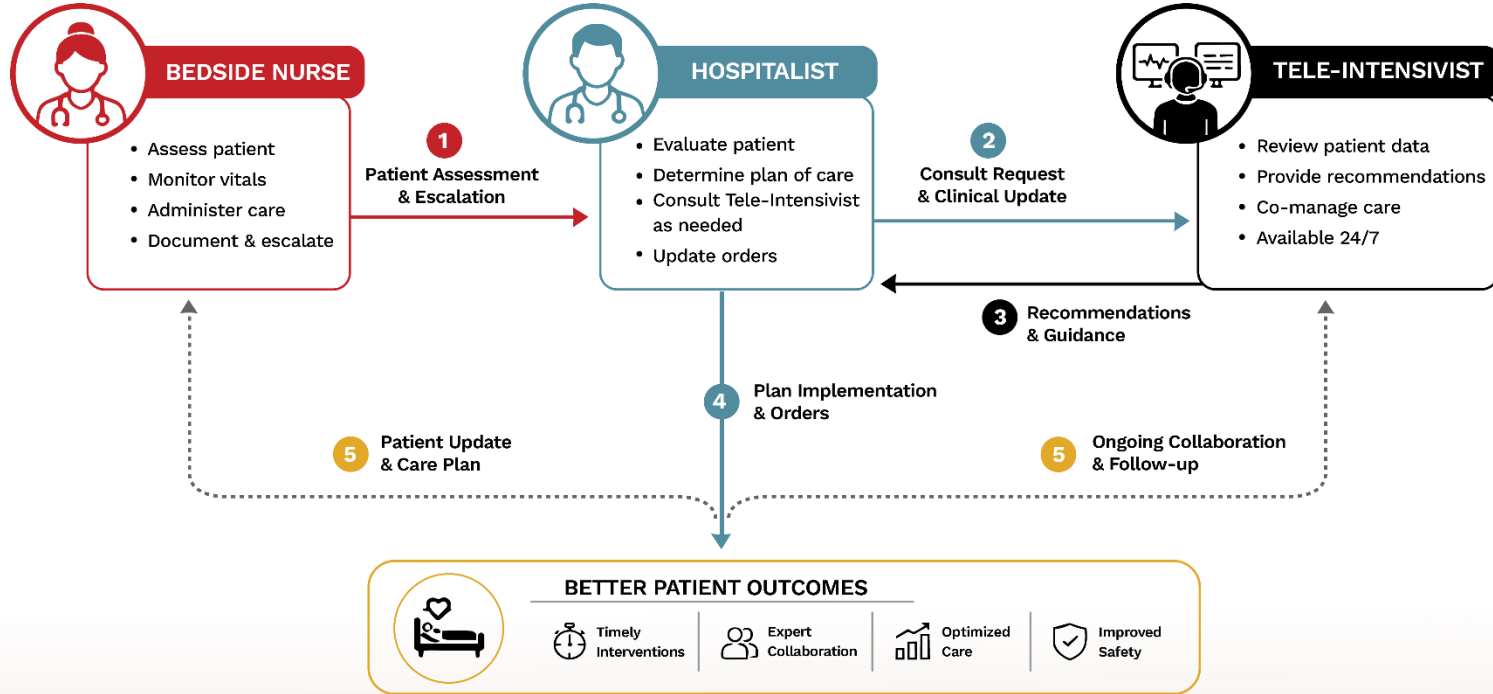 BEDSIDE NURSE
• Assess patient
• Monitor vitals
• Administer care
• Document & escalate
1
Patient Assessment
& Escalation
HOSPITALIST
• Evaluate patient
• Determine plan of care
• Consult Tele-Intensivist
as needed
• Update orders
2
Consult Request
& Clinical Update
TELE-INTENSIVIST
• Review patient data
• Provide recommendations
• Co-manage care
• Available 24/7
3
Recommendations
& Guidance
4
Plan Implementation
& Orders
5
Patient Update
& Care Plan
5
Ongoing Collaboration
& Follow-up
BETTER PATIENT OUTCOMES
Timely
Interventions
Expert
Collaboration
Optimized
Care
Improved
Safety